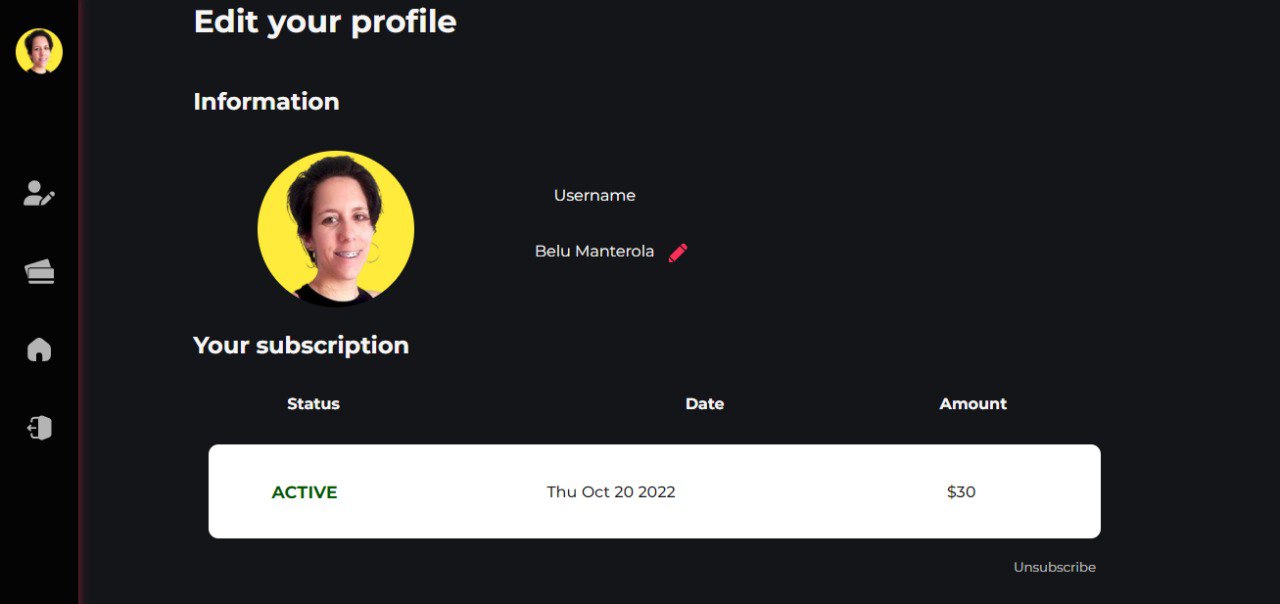 Edit your profile
Information
Username
Belu Manterola
Your subscription
Status Date Amount
ACTIVE Thu Oct 20 2022 $30
Unsubscribe